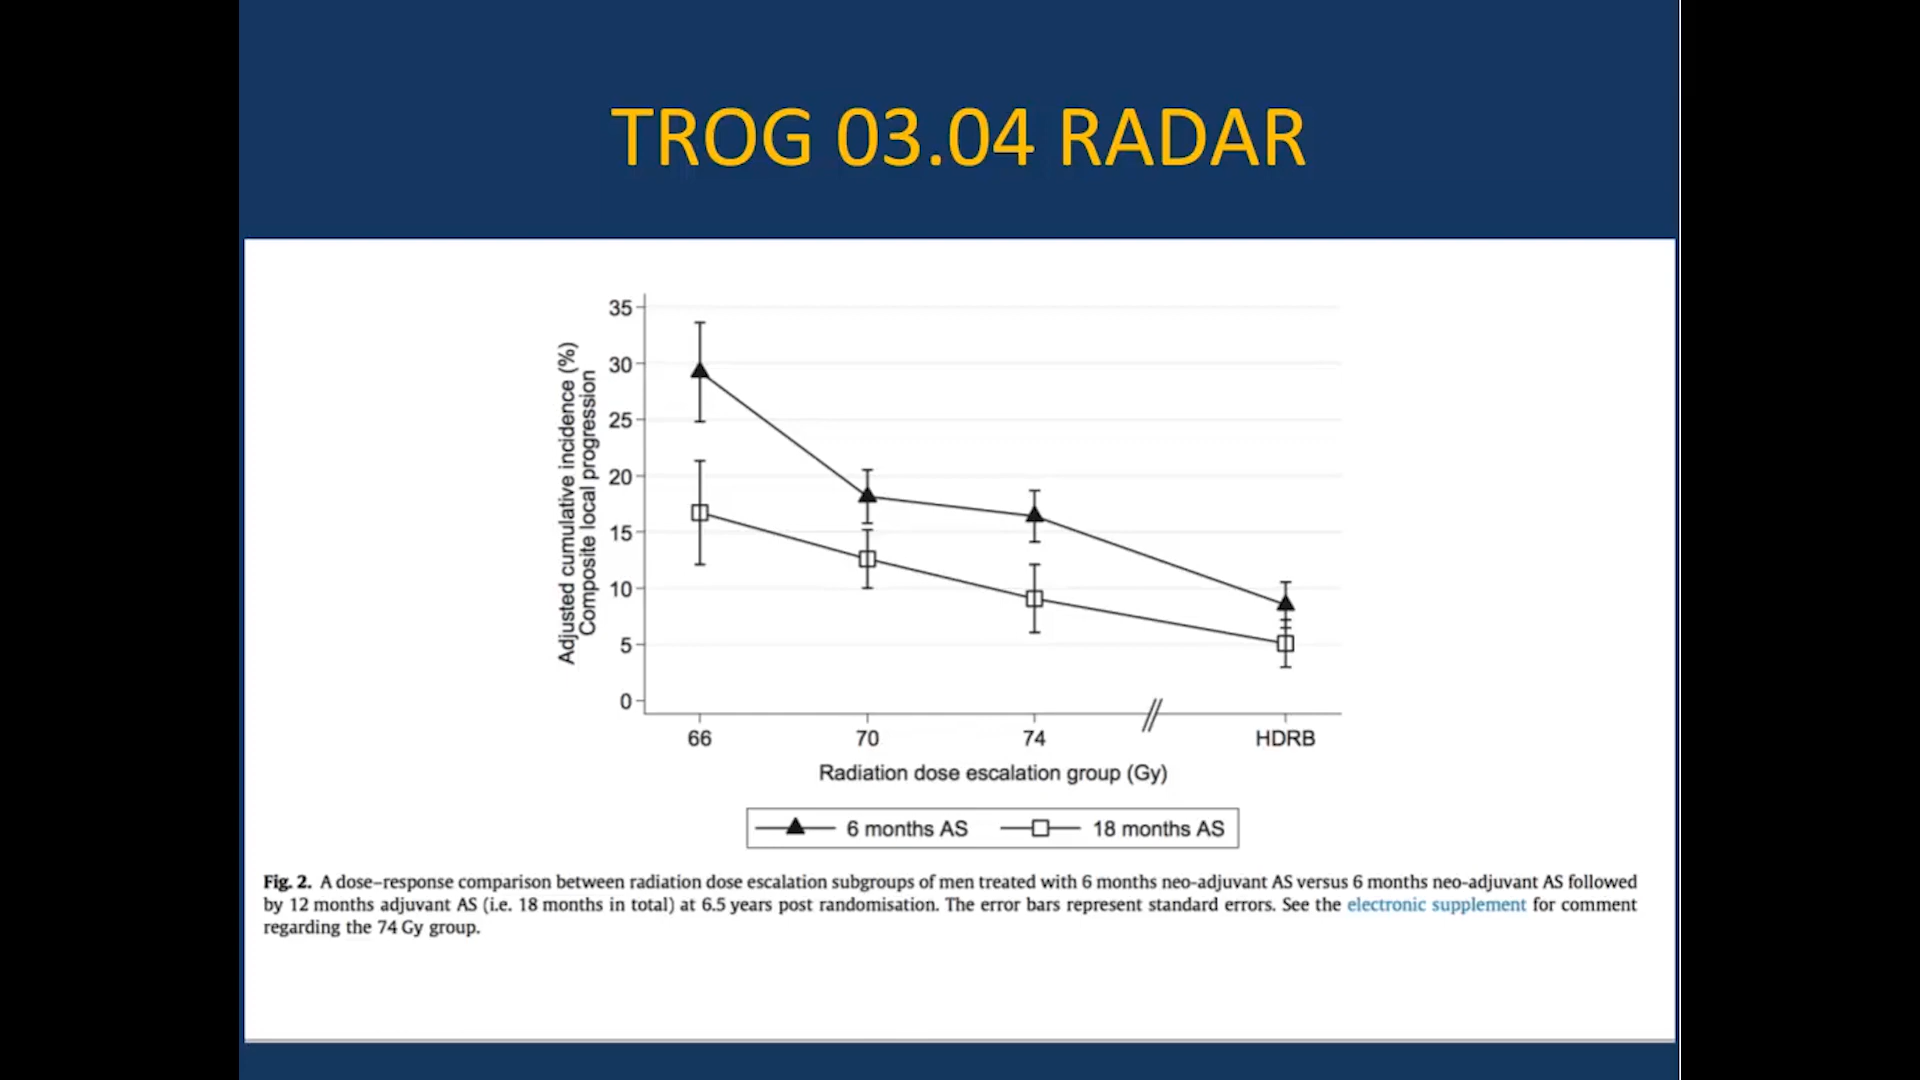 TROG 03.04 RADAR
Adjusted cumulative incidence (%)
Composite local progression
35
30
25
20
15
10
5
0
66 70 74 HDRB
Radiation dose escalation group (Gy)
6 months AS 18 months AS
Fig. 2. A dose–response comparison between radiation dose escalation subgroups of men treated with 6 months neo-adjuvant AS versus 6 months neo-adjuvant AS followed
by 12 months adjuvant AS (i.e. 18 months in total) at 6.5 years post randomisation. The error bars represent standard errors. See the electronic supplement for comment
regarding the 74 Gy group.